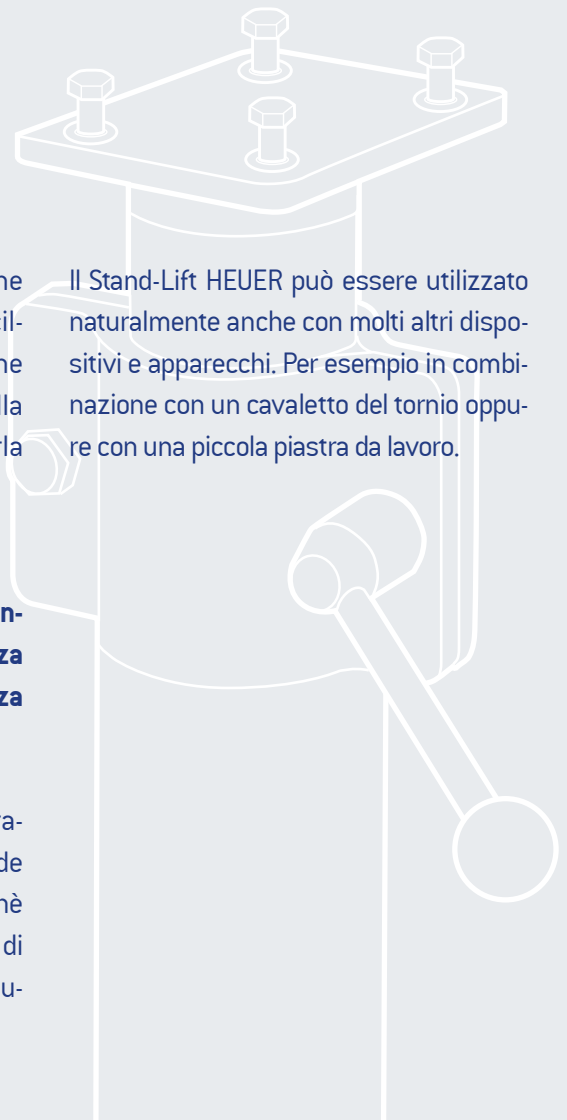 Il Stand-Lift HEUER può essere utilizzato
naturalmente anche con molti altri dispo-
sitivi e apparecchi. Per esempio in combi-
nazione con un cavaletto del tornio oppu-
re con una piccola piastra da lavoro.
di